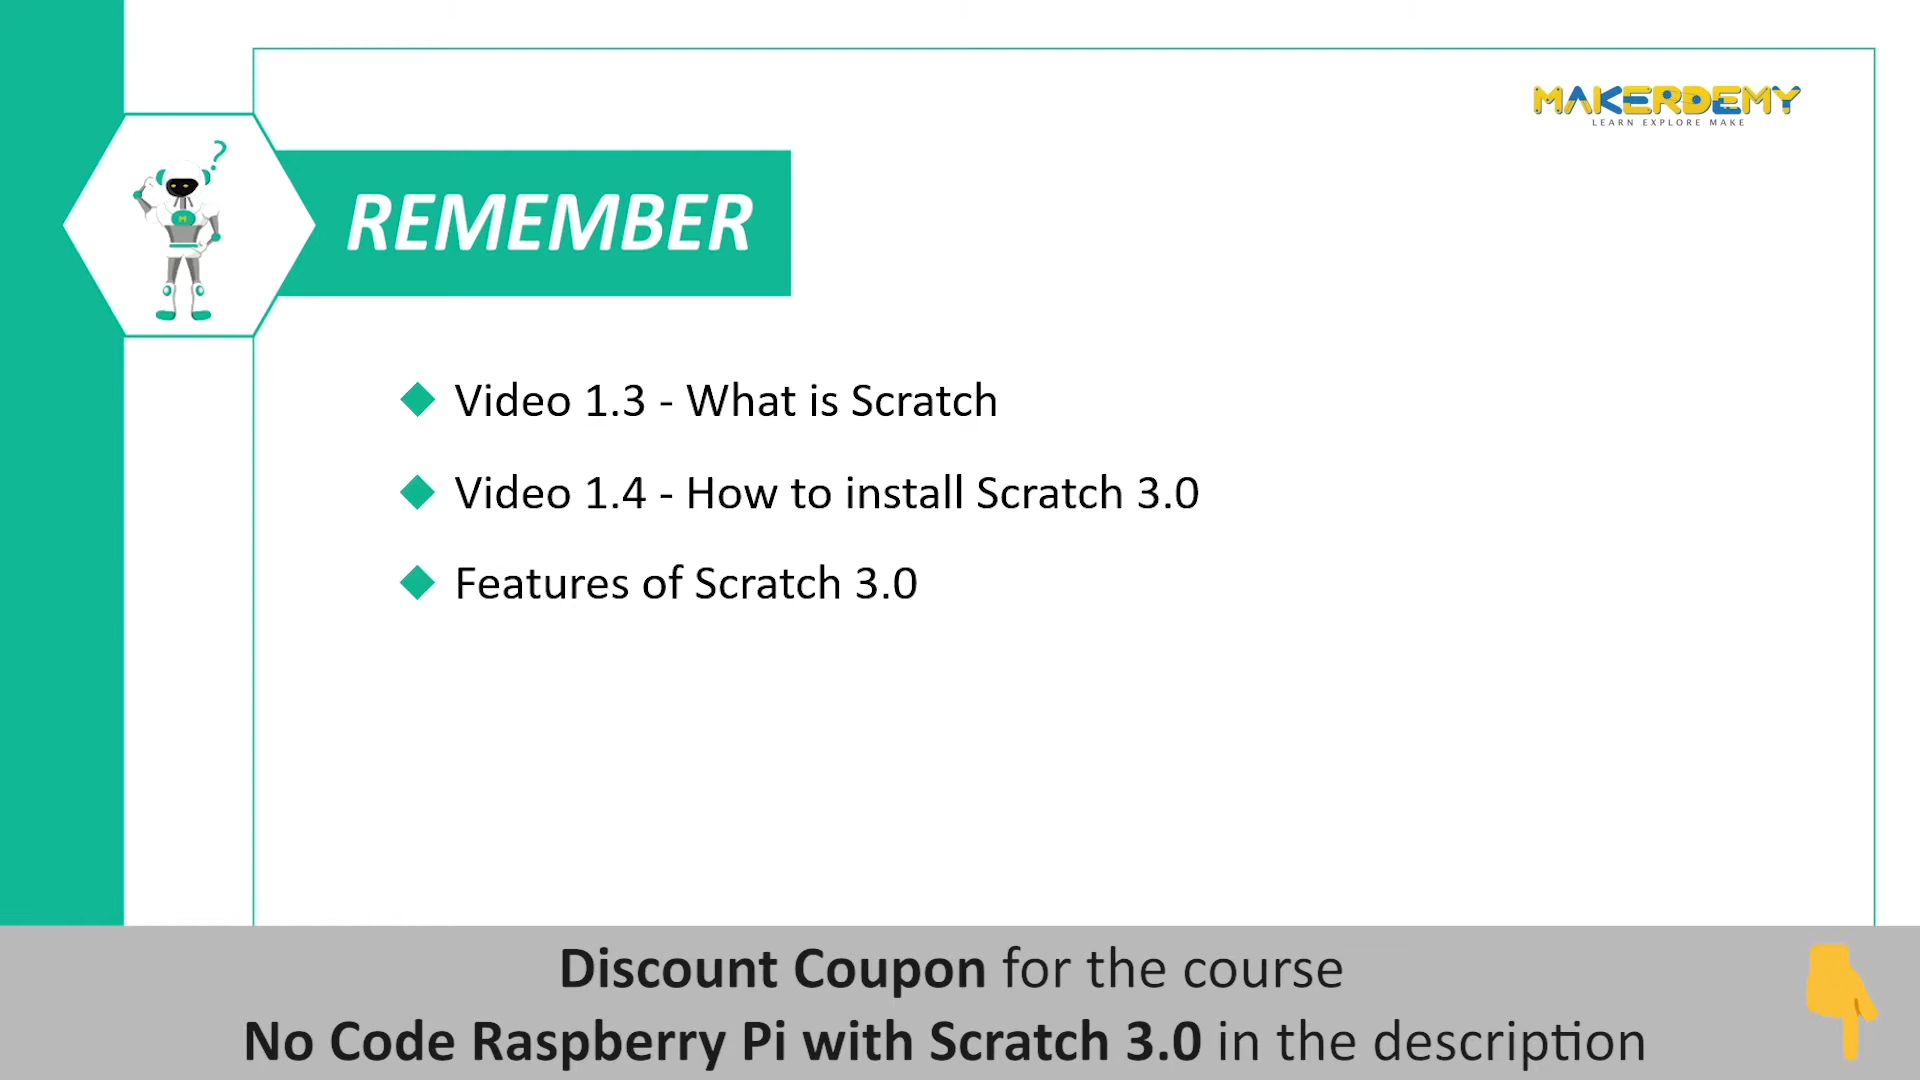 MAKERDEMY
LEARN EXPLORE MAKE
?
M
REMEMBER
Video 1.3 - What is Scratch
Video 1.4 - How to install Scratch 3.0
Features of Scratch 3.0
Discount Coupon for the course
No Code Raspberry Pi with Scratch 3.0 in the description